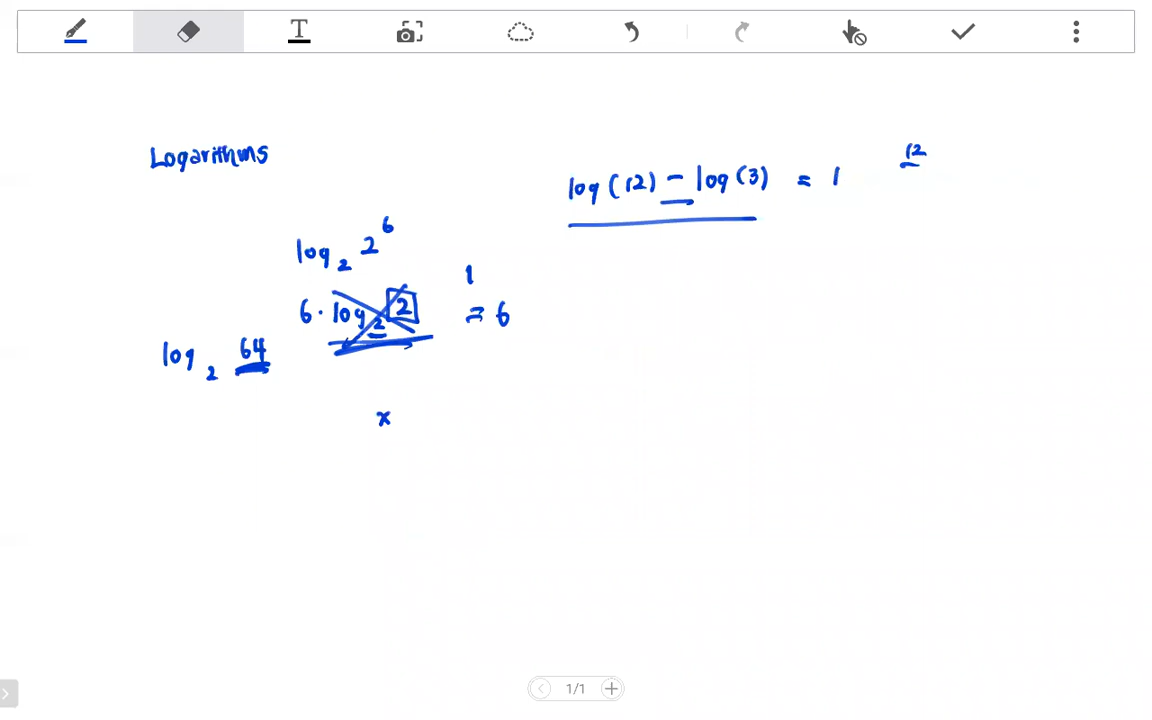 T
Logarithms
log(12) - log(3) = 1
12
log₂ 2⁶
1
6 · log₂ 2 = 6
log₂ 64
x
1/1